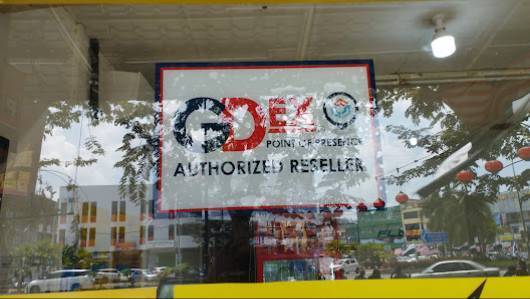 GDEX
POINT OF PRESENCE
AUTHORIZED RESELLER